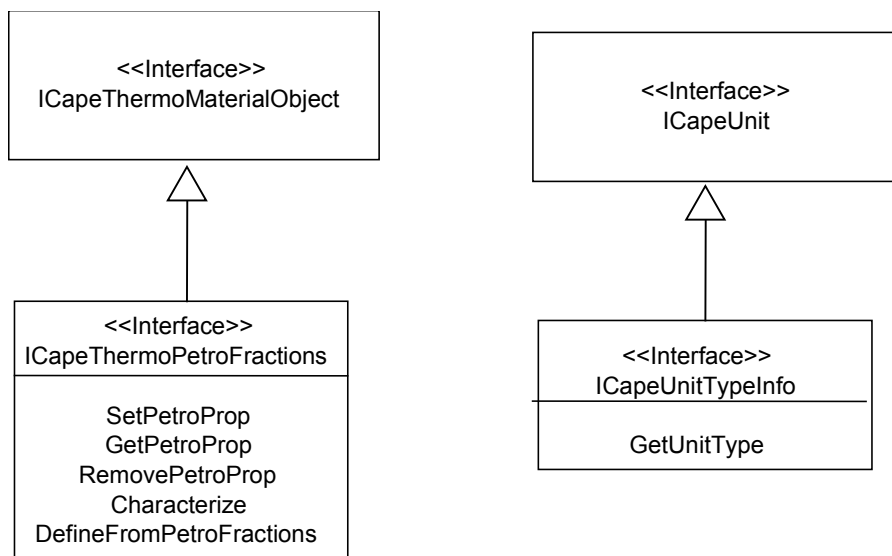 <<Interface>>
ICapeThermoMaterialObject
<<Interface>>
ICapeUnit
<<Interface>>
ICapeThermoPetroFractions
SetPetroProp
GetPetroProp
RemovePetroProp
Characterize
DefineFromPetroFractions
<<Interface>>
ICapeUnitTypeInfo
GetUnitType